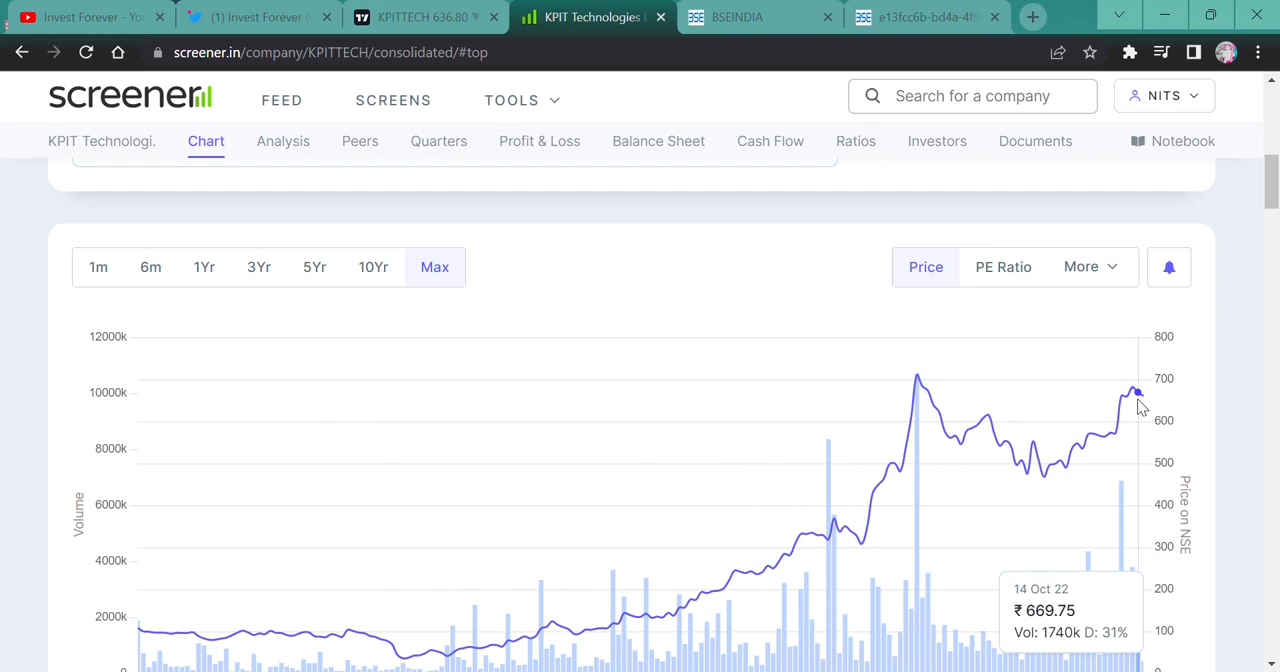 Invest Forever - Yo
(1) Invest Forever (
KPITTECH 636.80 ▼
KPIT Technologies
BSEINDIA
e13fcc6b-bd4a-4f9
screener.in/company/KPITTECH/consolidated/#top
screener
FEED
SCREENS
TOOLS
Search for a company
NITS
KPIT Technologi.
Chart
Analysis
Peers
Quarters
Profit & Loss
Balance Sheet
Cash Flow
Ratios
Investors
Documents
Notebook
1m
6m
1Yr
3Yr
5Yr
10Yr
Max
Price
PE Ratio
More
12000k
800
700
10000k
600
8000k
500
Volume
6000k
400
Price on NSE
300
4000k
200
2000k
100
14 Oct 22
₹ 669.75
Vol: 1740k D: 31%